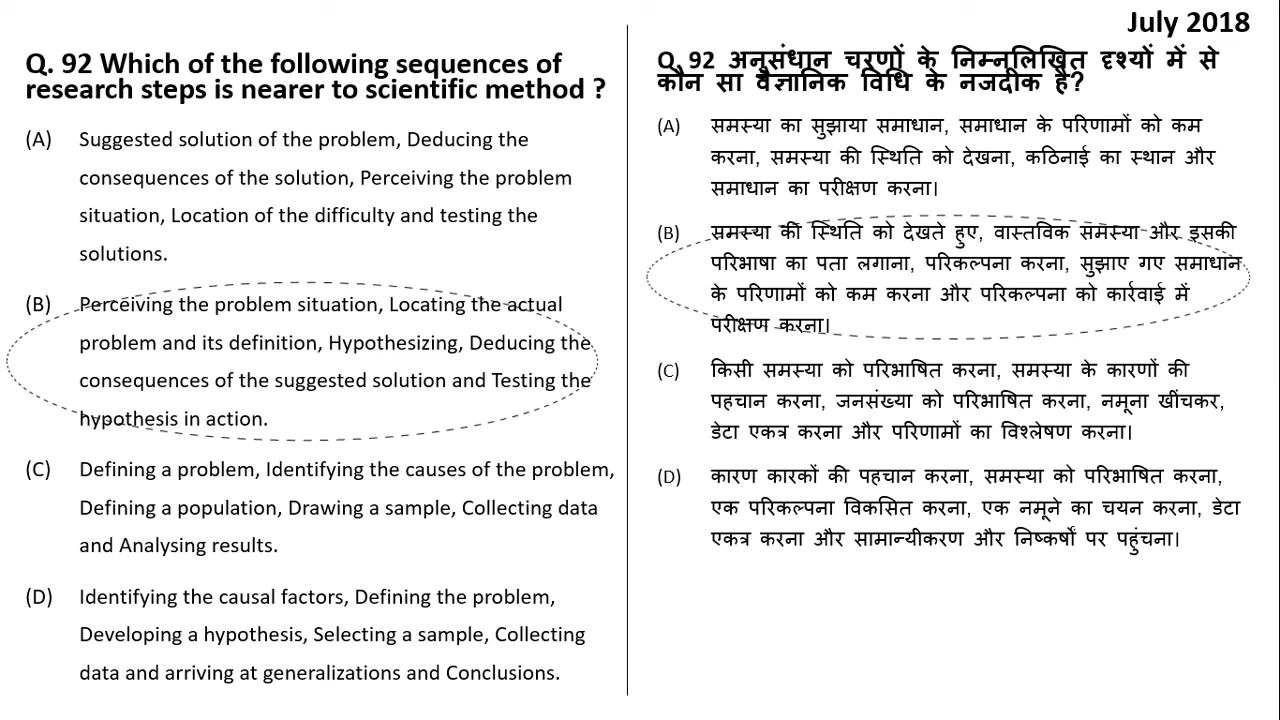 July 2018
Q. 92 Which of the following sequences of
research steps is nearer to scientific method ?
(A) Suggested solution of the problem, Deducing the
consequences of the solution, Perceiving the problem
situation, Location of the difficulty and testing the
solutions.
(B) Perceiving the problem situation, Locating the actual
problem and its definition, Hypothesizing, Deducing the
consequences of the suggested solution and Testing the
hypothesis in action.
(C) Defining a problem, Identifying the causes of the problem,
Defining a population, Drawing a sample, Collecting data
and Analysing results.
(D) Identifying the causal factors, Defining the problem,
Developing a hypothesis, Selecting a sample, Collecting
data and arriving at generalizations and Conclusions.
Q. 92 अनुसंधान चरणों के निम्नलिखित दृश्यों में से
कौन सा वैज्ञानिक विधि के नजदीक है?
(A) समस्या का सुझाया समाधान, समाधान के परिणामों को कम
करना, समस्या की स्थिति को देखना, कठिनाई का स्थान और
समाधान का परीक्षण करना।
(B) समस्या की स्थिति को देखते हुए, वास्तविक समस्या और इसकी
परिभाषा का पता लगाना, परिकल्पना करना, सुझाए गए समाधान
के परिणामों को कम करना और परिकल्पना को कार्रवाई में
परीक्षण करना।
(C) किसी समस्या को परिभाषित करना, समस्या के कारणों की
पहचान करना, जनसंख्या को परिभाषित करना, नमूना खींचकर,
डेटा एकत्र करना और परिणामों का विश्लेषण करना।
(D) कारण कारकों की पहचान करना, समस्या को परिभाषित करना,
एक परिकल्पना विकसित करना, एक नमूने का चयन करना, डेटा
एकत्र करना और सामान्यीकरण और निष्कर्षों पर पहुंचना।